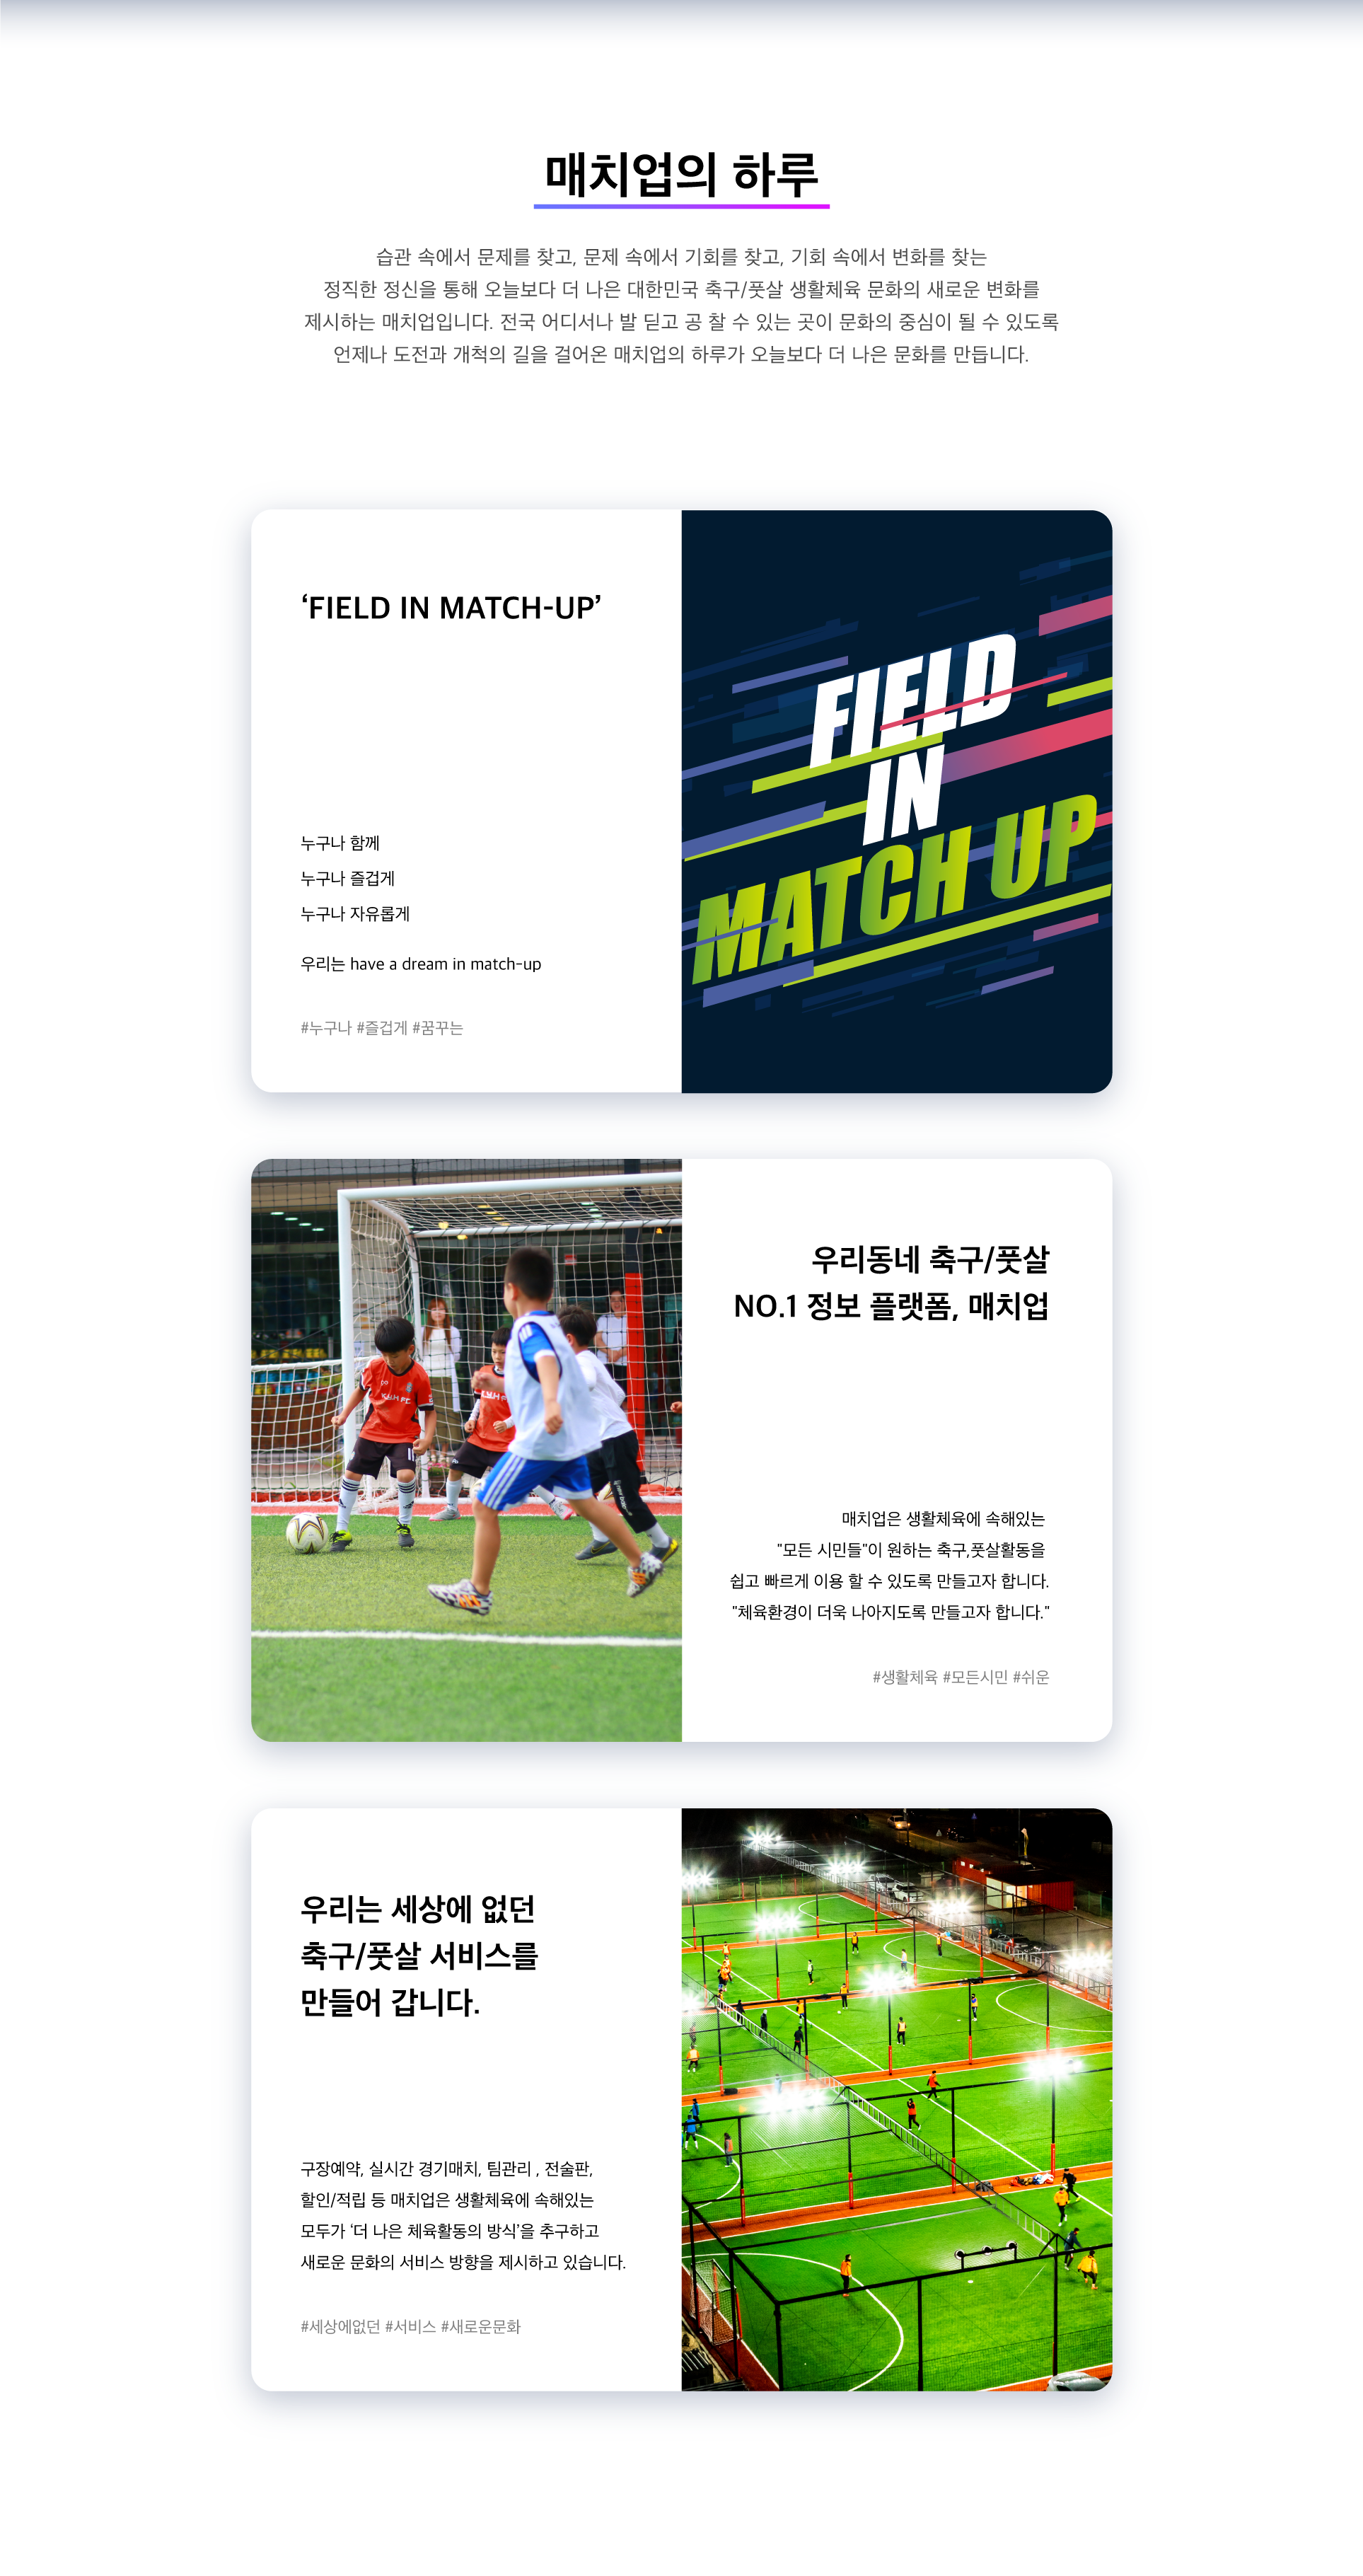 매치업의 하루
습관 속에서 문제를 찾고, 문제 속에서 기회를 찾고, 기회 속에서 변화를 찾는
정직한 정신을 통해 오늘보다 더 나은 대한민국 축구/풋살 생활체육 문화의 새로운 변화를
제시하는 매치업입니다. 전국 어디서나 발 딛고 공 찰 수 있는 곳이 문화의 중심이 될 수 있도록
언제나 도전과 개척의 길을 걸어온 매치업의 하루가 오늘보다 더 나은 문화를 만듭니다.
‘FIELD IN MATCH-UP’
누구나 함께
누구나 즐겁게
누구나 자유롭게
우리는 have a dream in match-up
#누구나 #즐겁게 #꿈꾸는
FIELD
IN
MATCH UP
우리동네 축구/풋살
NO.1 정보 플랫폼, 매치업
매치업은 생활체육에 속해있는
"모든 시민들"이 원하는 축구,풋살활동을
쉽고 빠르게 이용 할 수 있도록 만들고자 합니다.
"체육환경이 더욱 나아지도록 만들고자 합니다."
#생활체육 #모든시민 #쉬운
우리는 세상에 없던
축구/풋살 서비스를
만들어 갑니다.
구장예약, 실시간 경기매치, 팀관리 , 전술판,
할인/적립 등 매치업은 생활체육에 속해있는
모두가 ‘더 나은 체육활동의 방식’을 추구하고
새로운 문화의 서비스 방향을 제시하고 있습니다.
#세상에없던 #서비스 #새로운문화